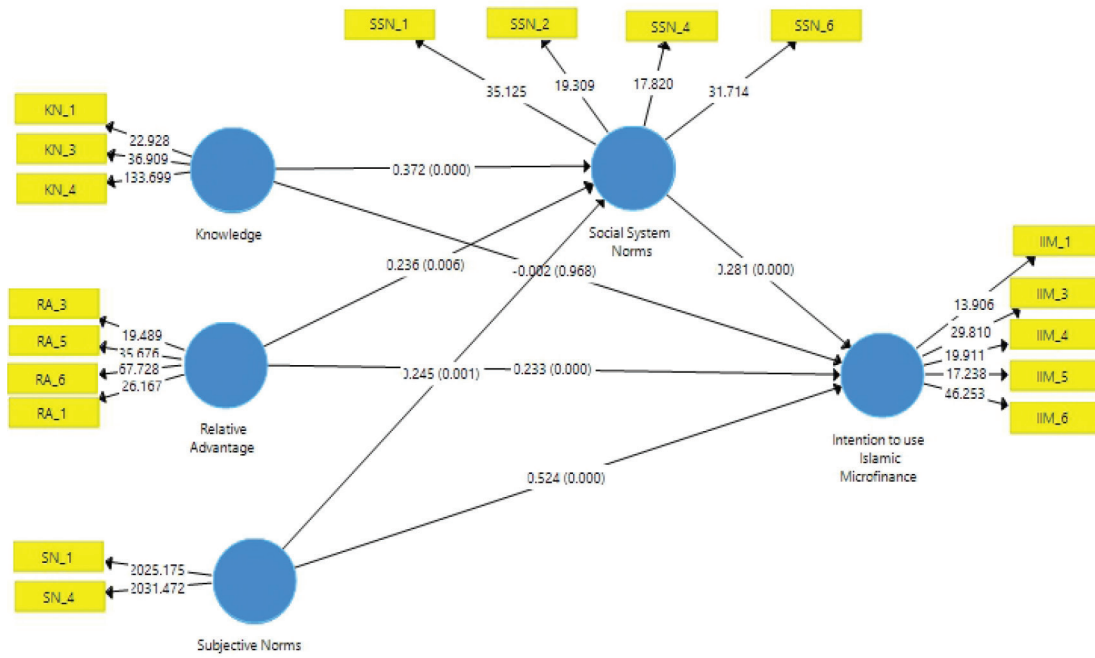 SSN_1
SSN_2
SSN_4
SSN_6
35.125
19.309
17.820
31.714
KN_1
KN_3
KN_4
22.928
36.909
133.699
Knowledge
0.372 (0.000)
Social System
Norms
0.236 (0.006)
-0.002 (0.968)
0.281 (0.000)
IIM_1
IIM_3
IIM_4
IIM_5
IIM_6
13.906
29.810
19.911
17.238
46.253
RA_3
RA_5
RA_6
RA_1
19.489
35.676
67.728
26.167
Relative
Advantage
0.245 (0.001)
0.233 (0.000)
Intention to use
Islamic
Microfinance
0.524 (0.000)
SN_1
SN_4
2025.175
2031.472
Subjective Norms